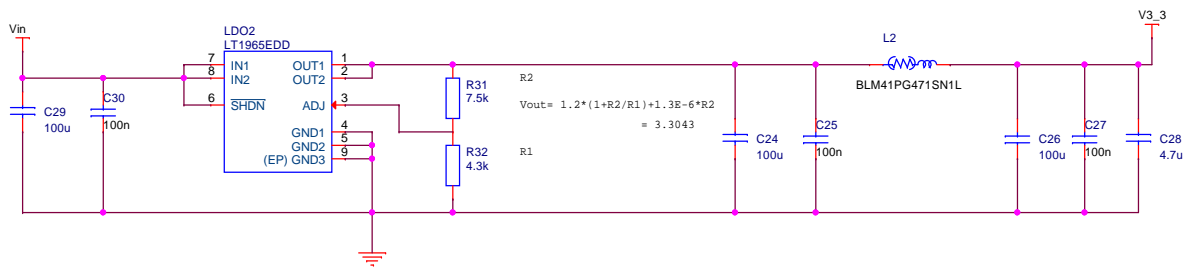 Vin
V3_3
LDO2
LT1965EDD
L2
BLM41PG471SN1L
7 IN1 OUT1 1
8 IN2 OUT2 2
6 SHDN ADJ 3
GND1 4
GND2 5
(EP) GND3 9
C29
100u
C30
100n
R31
7.5k
R2
Vout= 1.2*(1+R2/R1)+1.3E-6*R2
= 3.3043
R32
4.3k
R1
C24
100u
C25
100n
C26
100u
C27
100n
C28
4.7u